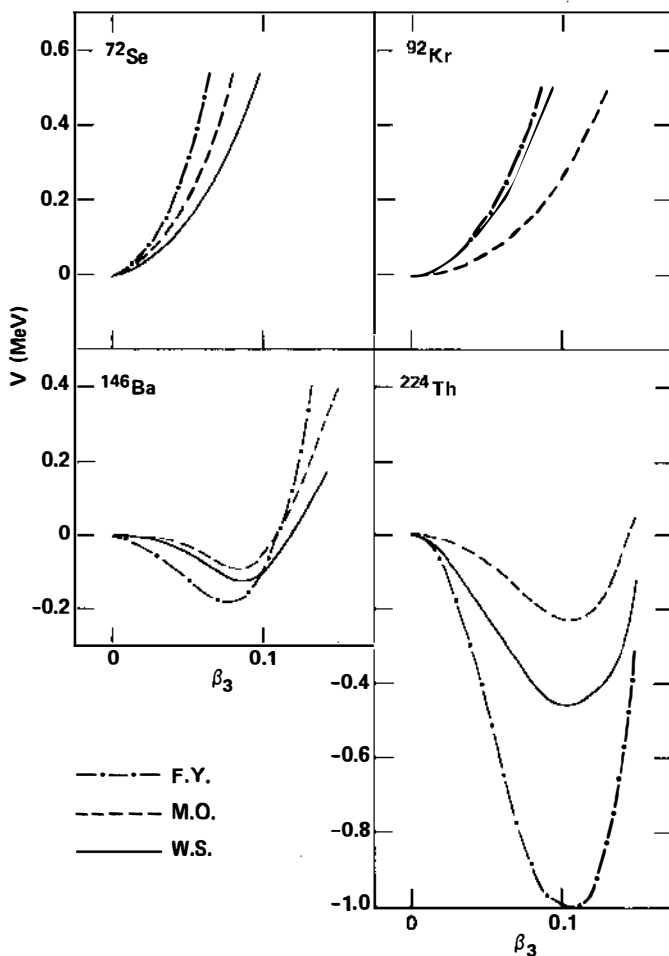 0.6
0.4
0.2
0
V (MeV)
⁷²Se
⁹²Kr
¹⁴⁶Ba
²²⁴Th
0.4
0.2
0
-0.2
0
0.1
β₃
-0.4
-0.6
-0.8
-1.0
0
0.1
β₃
F.Y.
M.O.
W.S.